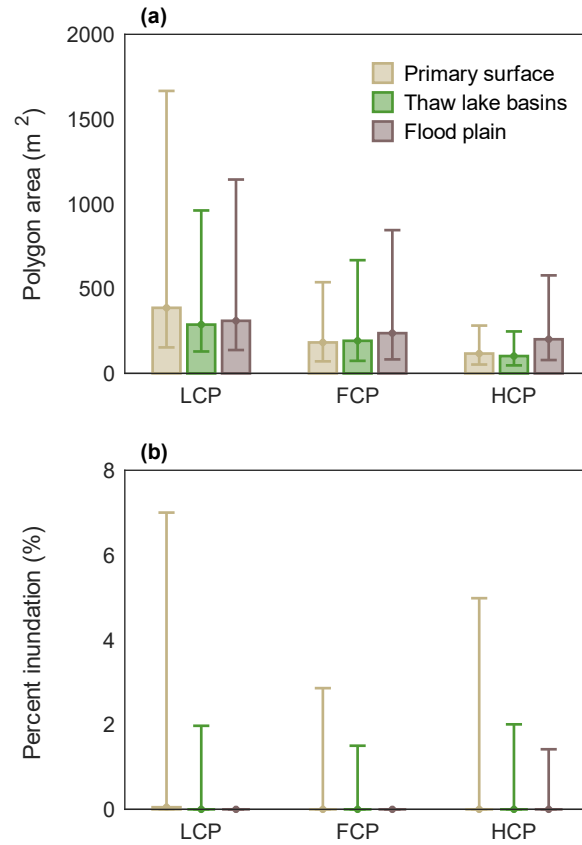 (a)
2000
1500
1000
500
0
Polygon area (m 2)
Primary surface
Thaw lake basins
Flood plain
LCP FCP HCP
(b)
8
6
4
2
0
Percent inundation (%)
LCP FCP HCP